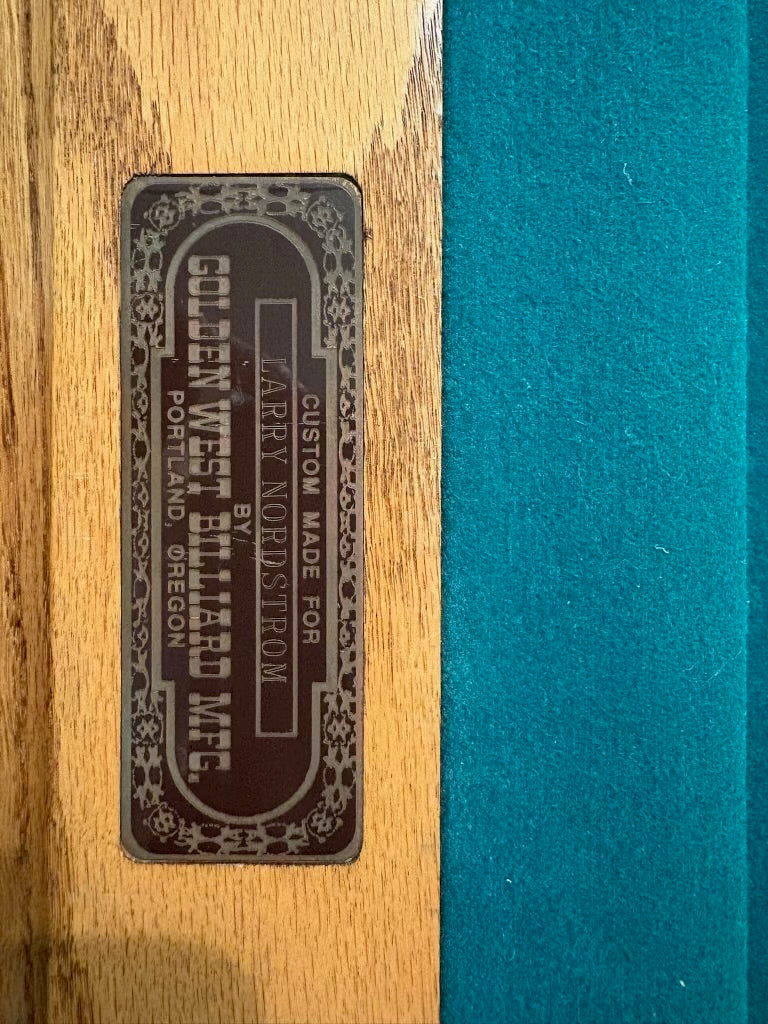 CUSTOM MADE FOR
LARRY NORDSTROM
BY
GOLDEN WEST BILLIARD MFG.
PORTLAND, OREGON